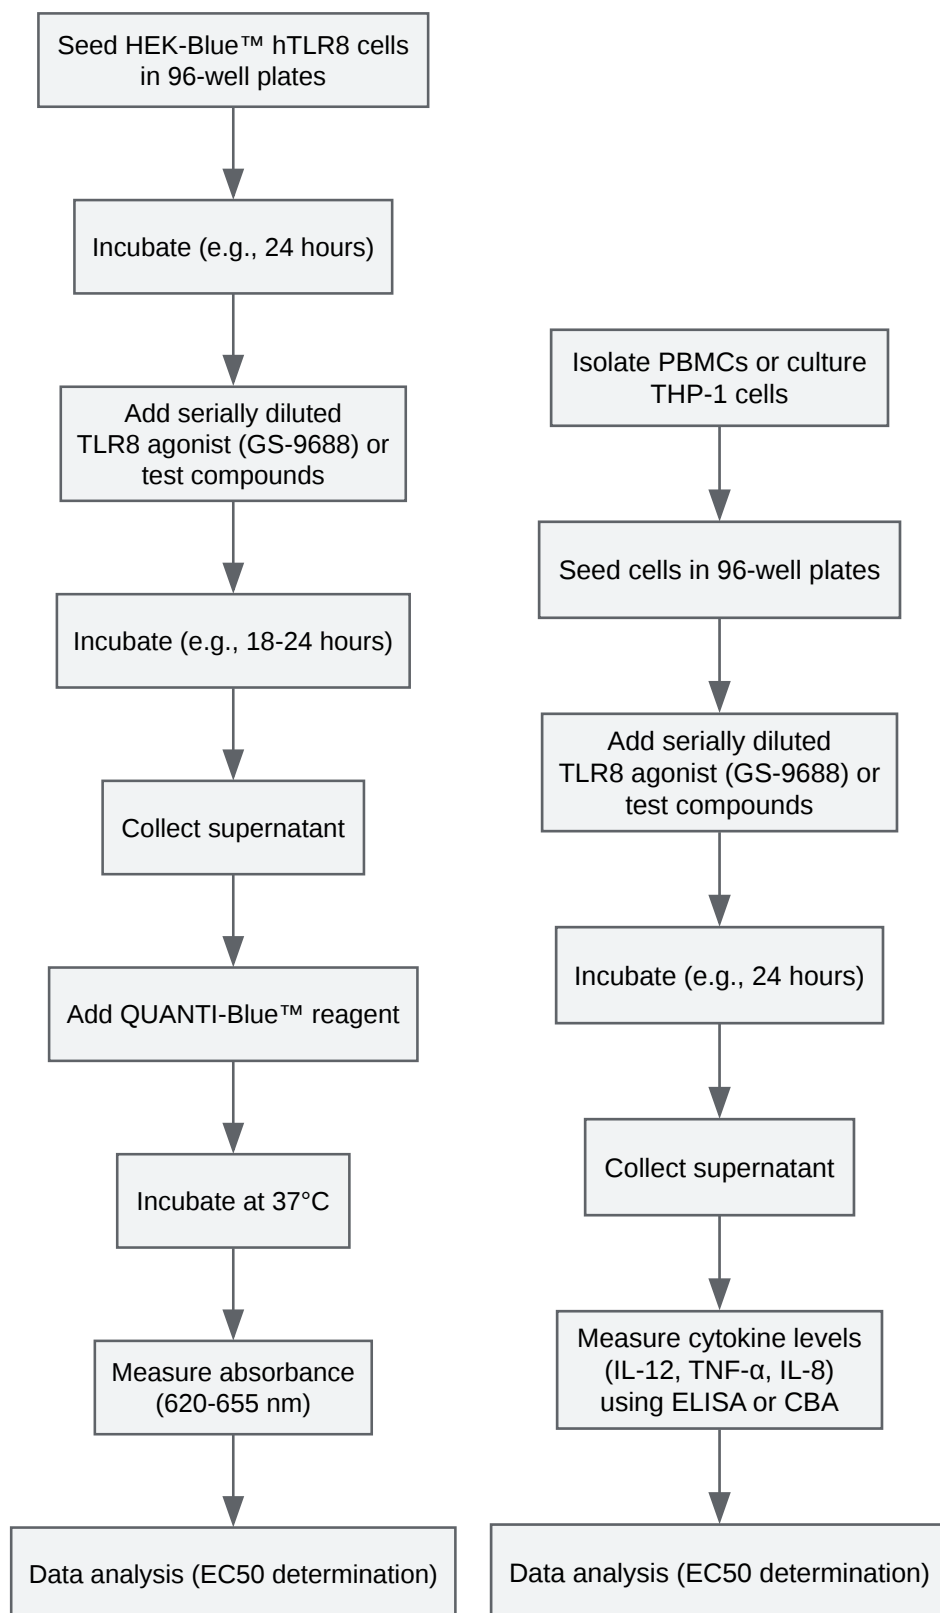 Seed HEK-Blue™ hTLR8 cells
in 96-well plates
Incubate (e.g., 24 hours)
Add serially diluted
TLR8 agonist (GS-9688) or
test compounds
Incubate (e.g., 18-24 hours)
Collect supernatant
Add QUANTI-Blue™ reagent
Incubate at 37°C
Measure absorbance
(620-655 nm)
Data analysis (EC50 determination)
Isolate PBMCs or culture
THP-1 cells
Seed cells in 96-well plates
Add serially diluted
TLR8 agonist (GS-9688) or
test compounds
Incubate (e.g., 24 hours)
Collect supernatant
Measure cytokine levels
(IL-12, TNF-α, IL-8)
using ELISA or CBA
Data analysis (EC50 determination)